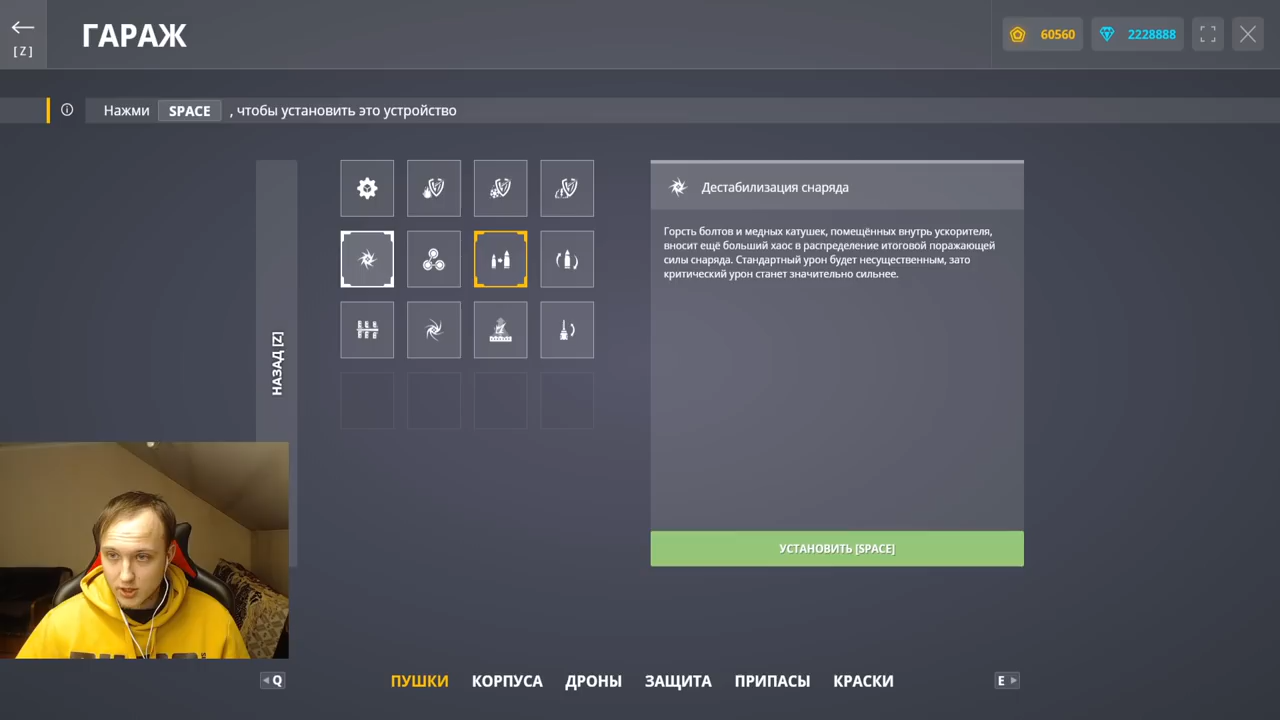 [Z]
ГАРАЖ
60560
2228888
Нажми SPACE , чтобы установить это устройство
НАЗАД [Z]
Дестабилизация снаряда
Горсть болтов и медных катушек, помещённых внутрь ускорителя,
вносит ещё больший хаос в распределение итоговой поражающей
силы снаряда. Стандартный урон будет несущественным, зато
критический урон станет значительно сильнее.
УСТАНОВИТЬ [SPACE]
Q
ПУШКИ КОРПУСА ДРОНЫ ЗАЩИТА ПРИПАСЫ КРАСКИ
E